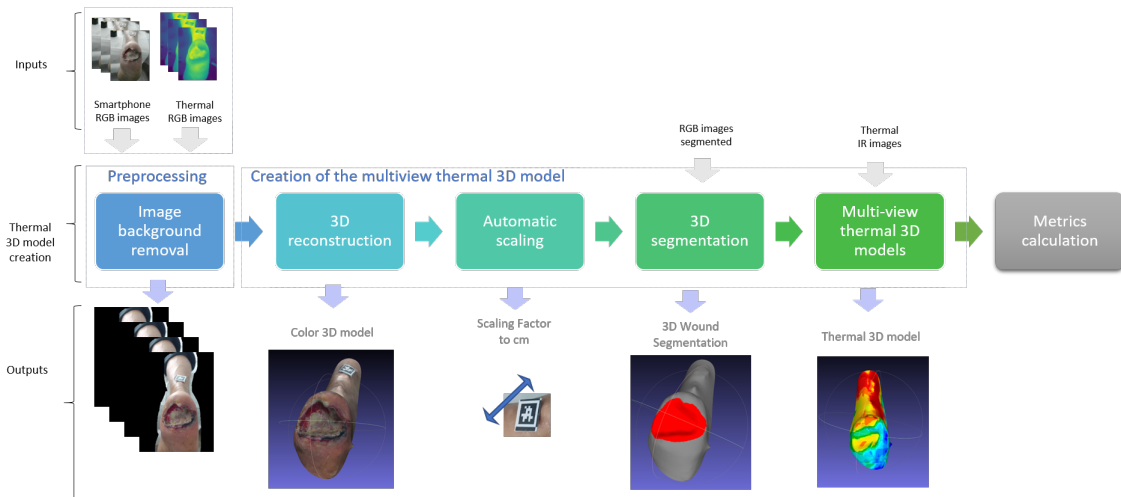 Inputs
Smartphone
RGB images
Thermal
RGB images
RGB images
segmented
Thermal
IR images
Thermal
3D model
creation
Preprocessing
Creation of the multiview thermal 3D model
Image
background
removal
3D
reconstruction
Automatic
scaling
3D
segmentation
Multi-view
thermal 3D
models
Metrics
calculation
Outputs
Color 3D model
Scaling Factor
to cm
3D Wound
Segmentation
Thermal 3D model